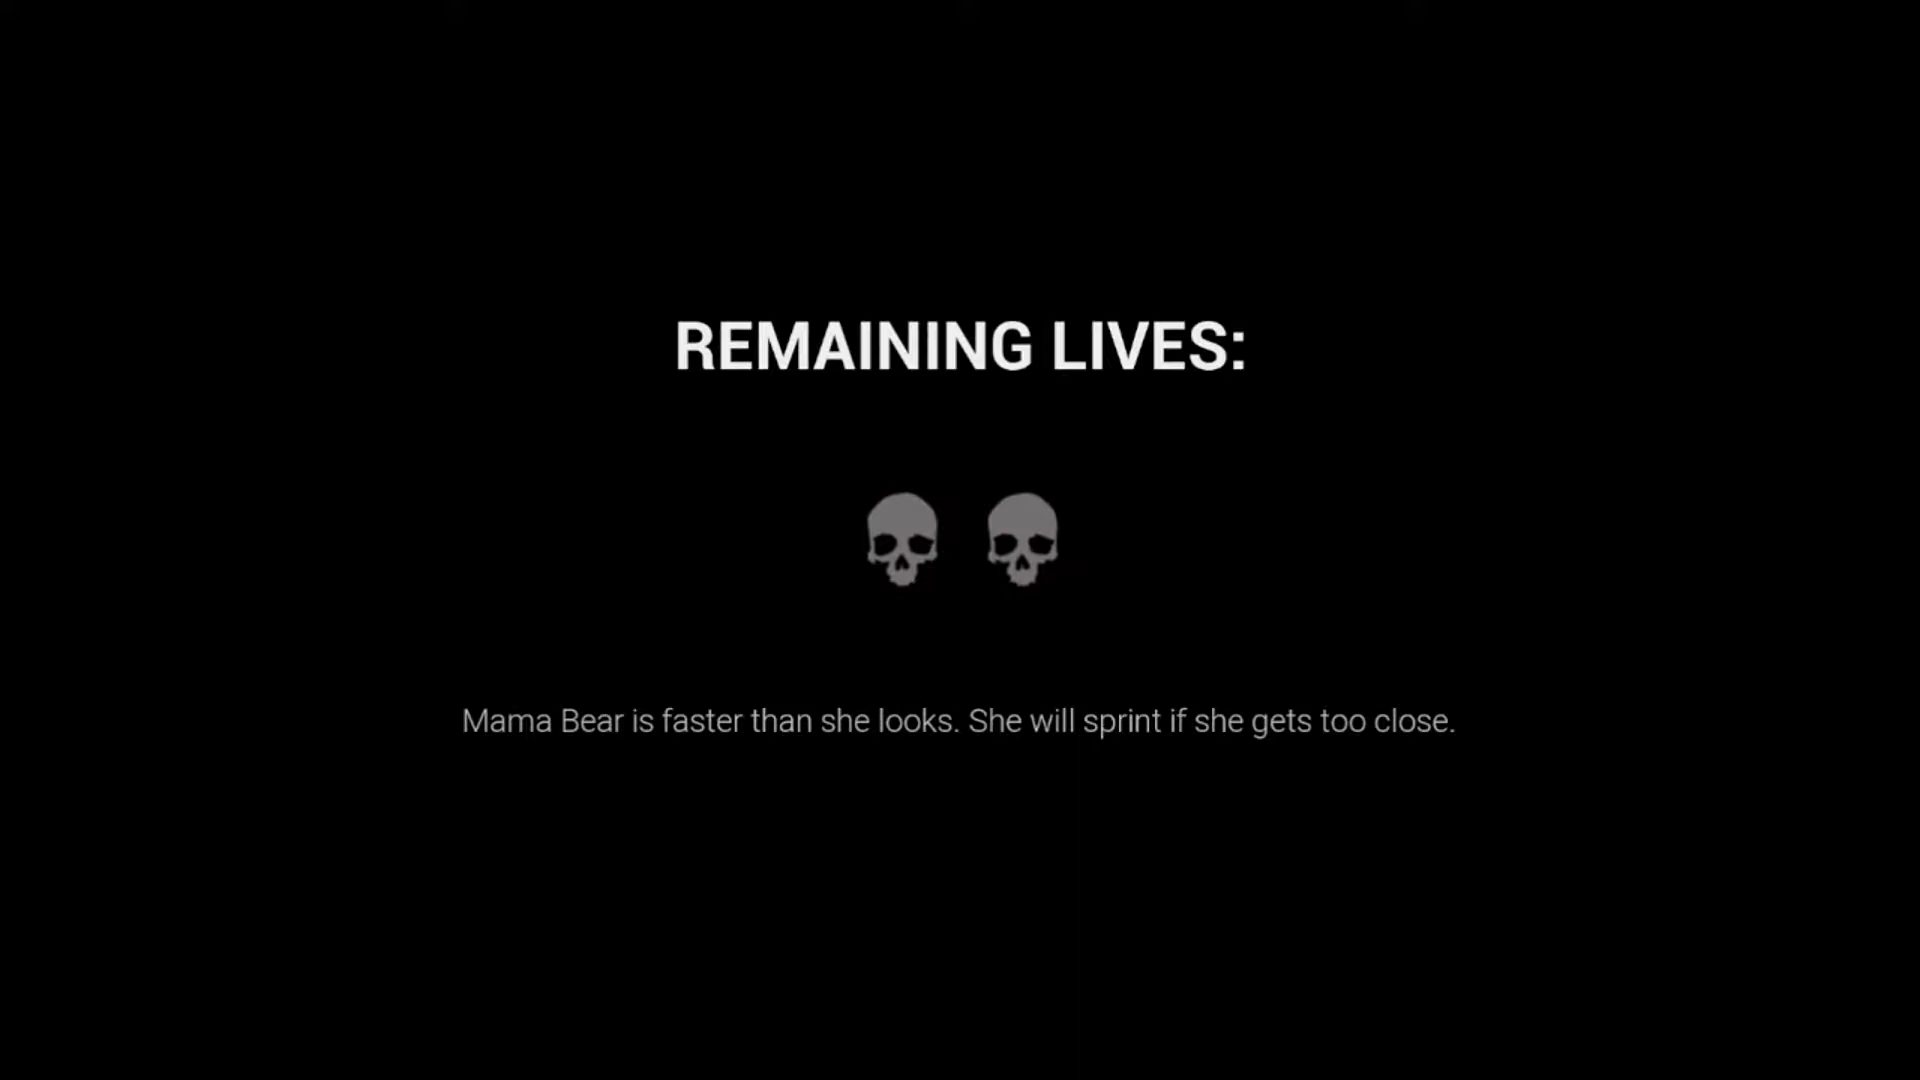 REMAINING LIVES:
Mama Bear is faster than she looks. She will sprint if she gets too close.